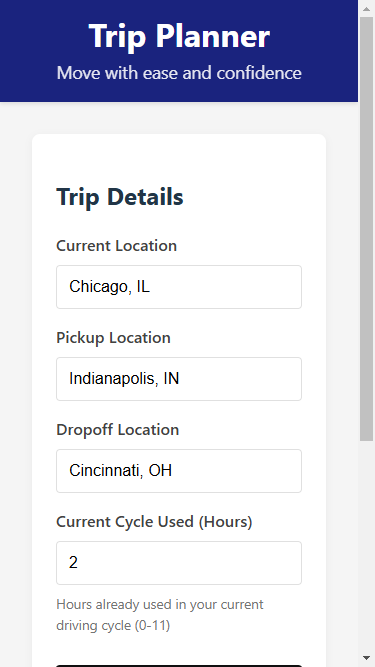 Trip Planner
Move with ease and confidence
Trip Details
Current Location
Chicago, IL
Pickup Location
Indianapolis, IN
Dropoff Location
Cincinnati, OH
Current Cycle Used (Hours)
2
Hours already used in your current
driving cycle (0-11)